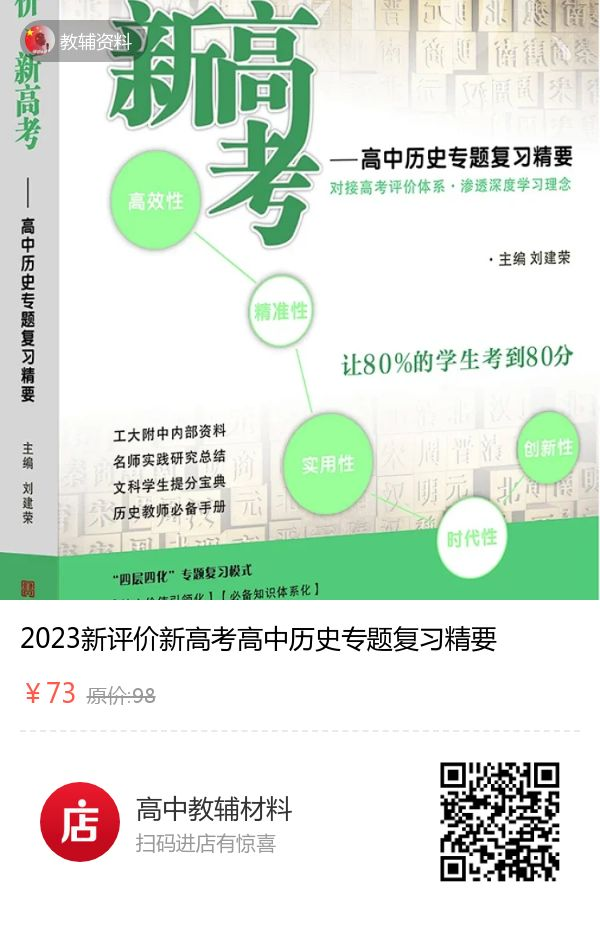 教辅资料
价
新高考
——高中历史专题复习精要
主编 刘建荣
新高考
——高中历史专题复习精要
对接高考评价体系·渗透深度学习理念
·主编 刘建荣
高效性
精准性
实用性
时代性
创新性
让80%的学生考到80分
工大附中内部资料
名师实践研究总结
文科学生提分宝典
历史教师必备手册
“四层四化”专题复习模式
价值引领化】【必备知识体系化】
2023新评价新高考高中历史专题复习精要
￥73 原价:98
店
高中教辅材料
扫码进店有惊喜